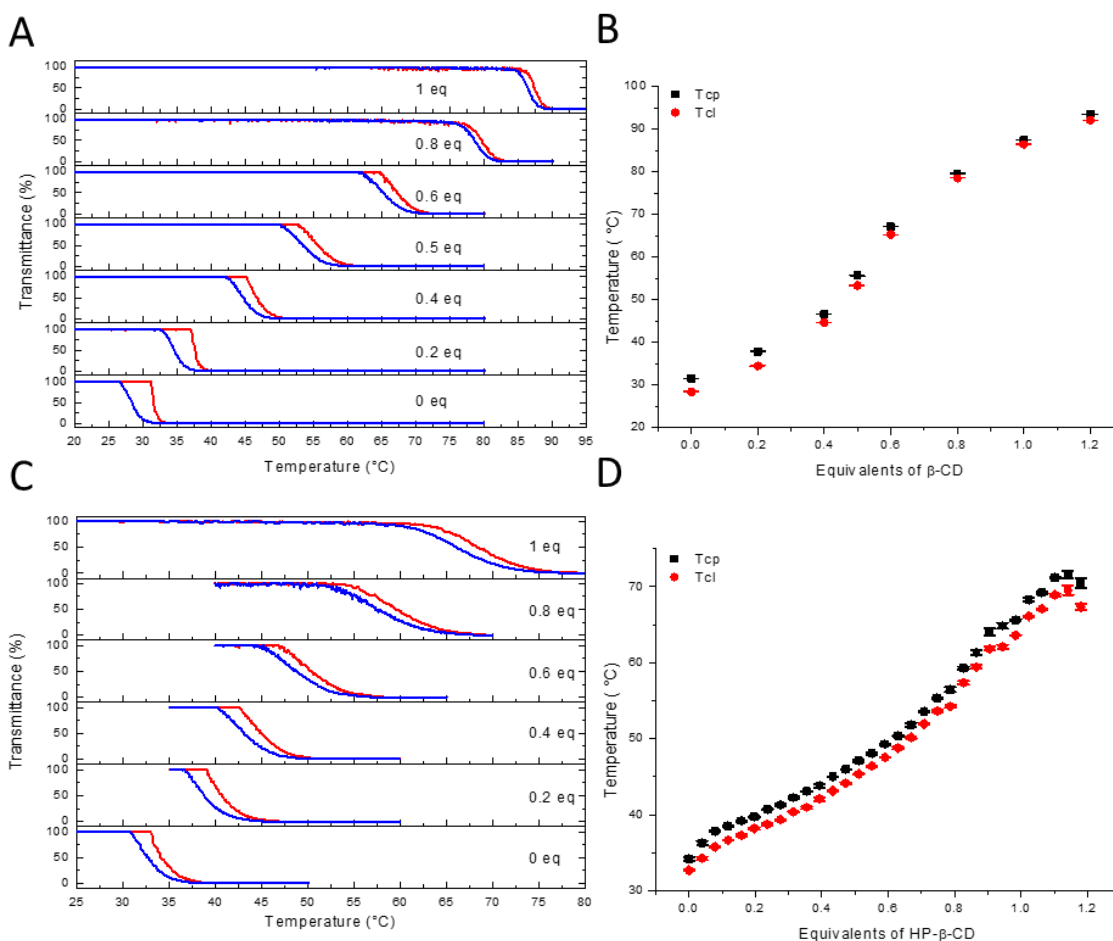 A
Transmittance (%)
100
50
0
1 eq
100
50
0
0.8 eq
100
50
0
0.6 eq
100
50
0
0.5 eq
100
50
0
0.4 eq
100
50
0
0.2 eq
100
50
0
0 eq
20 25 30 35 40 45 50 55 60 65 70 75 80 85 90 95
Temperature (°C)
B
Tcp
Tcl
Temperature ( °C)
100
90
80
70
60
50
40
30
20
0.0 0.2 0.4 0.6 0.8 1.0 1.2
Equivalents of β-CD
C
Transmittance (%)
100
50
0
1 eq
100
50
0
0.8 eq
100
50
0
0.6 eq
100
50
0
0.4 eq
100
50
0
0.2 eq
100
50
0
0 eq
25 30 35 40 45 50 55 60 65 70 75 80
Temperature (°C)
D
Tcp
Tcl
Temperature ( °C)
70
60
50
40
30
0.0 0.2 0.4 0.6 0.8 1.0 1.2
Equivalents of HP-β-CD